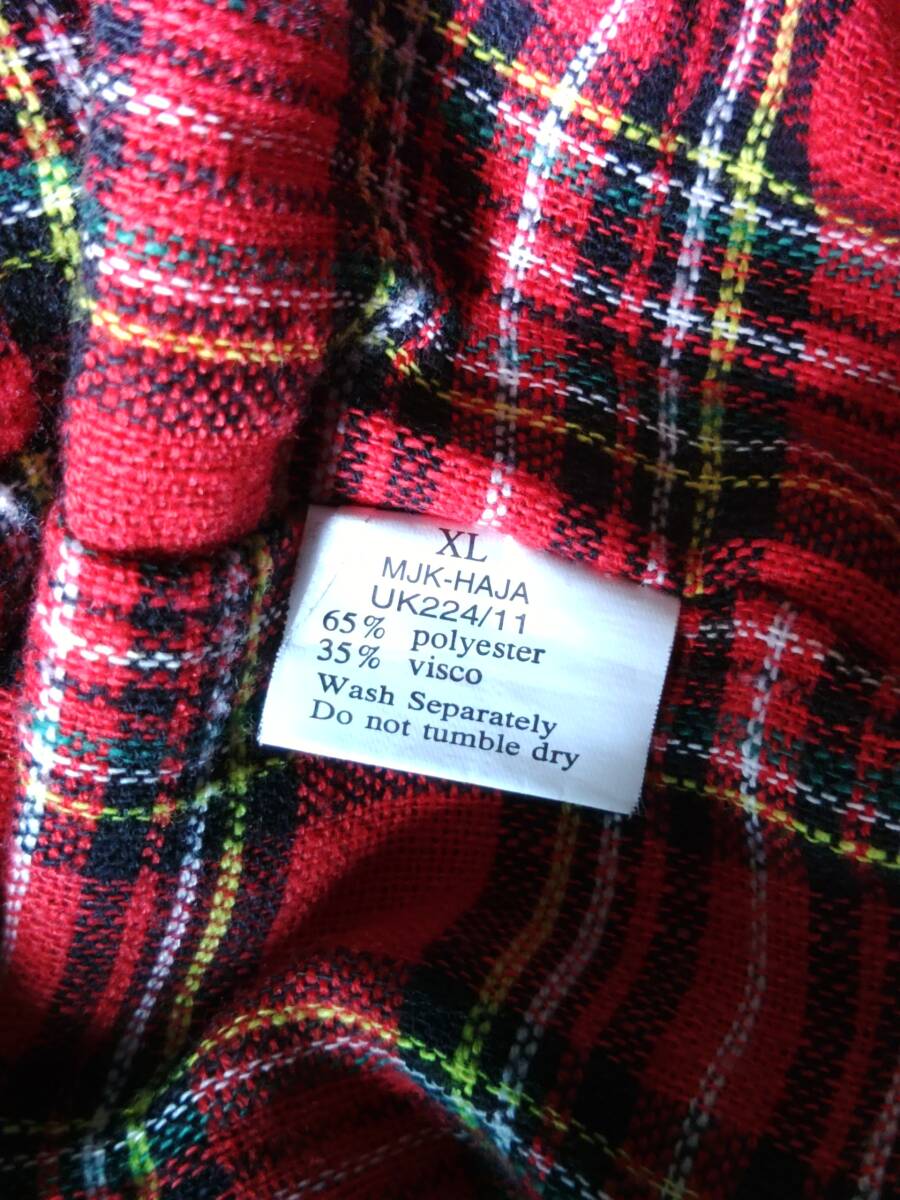 XL
MJK-HAJA
UK224/11
65% polyester
35% visco
Wash Separately
Do not tumble dry